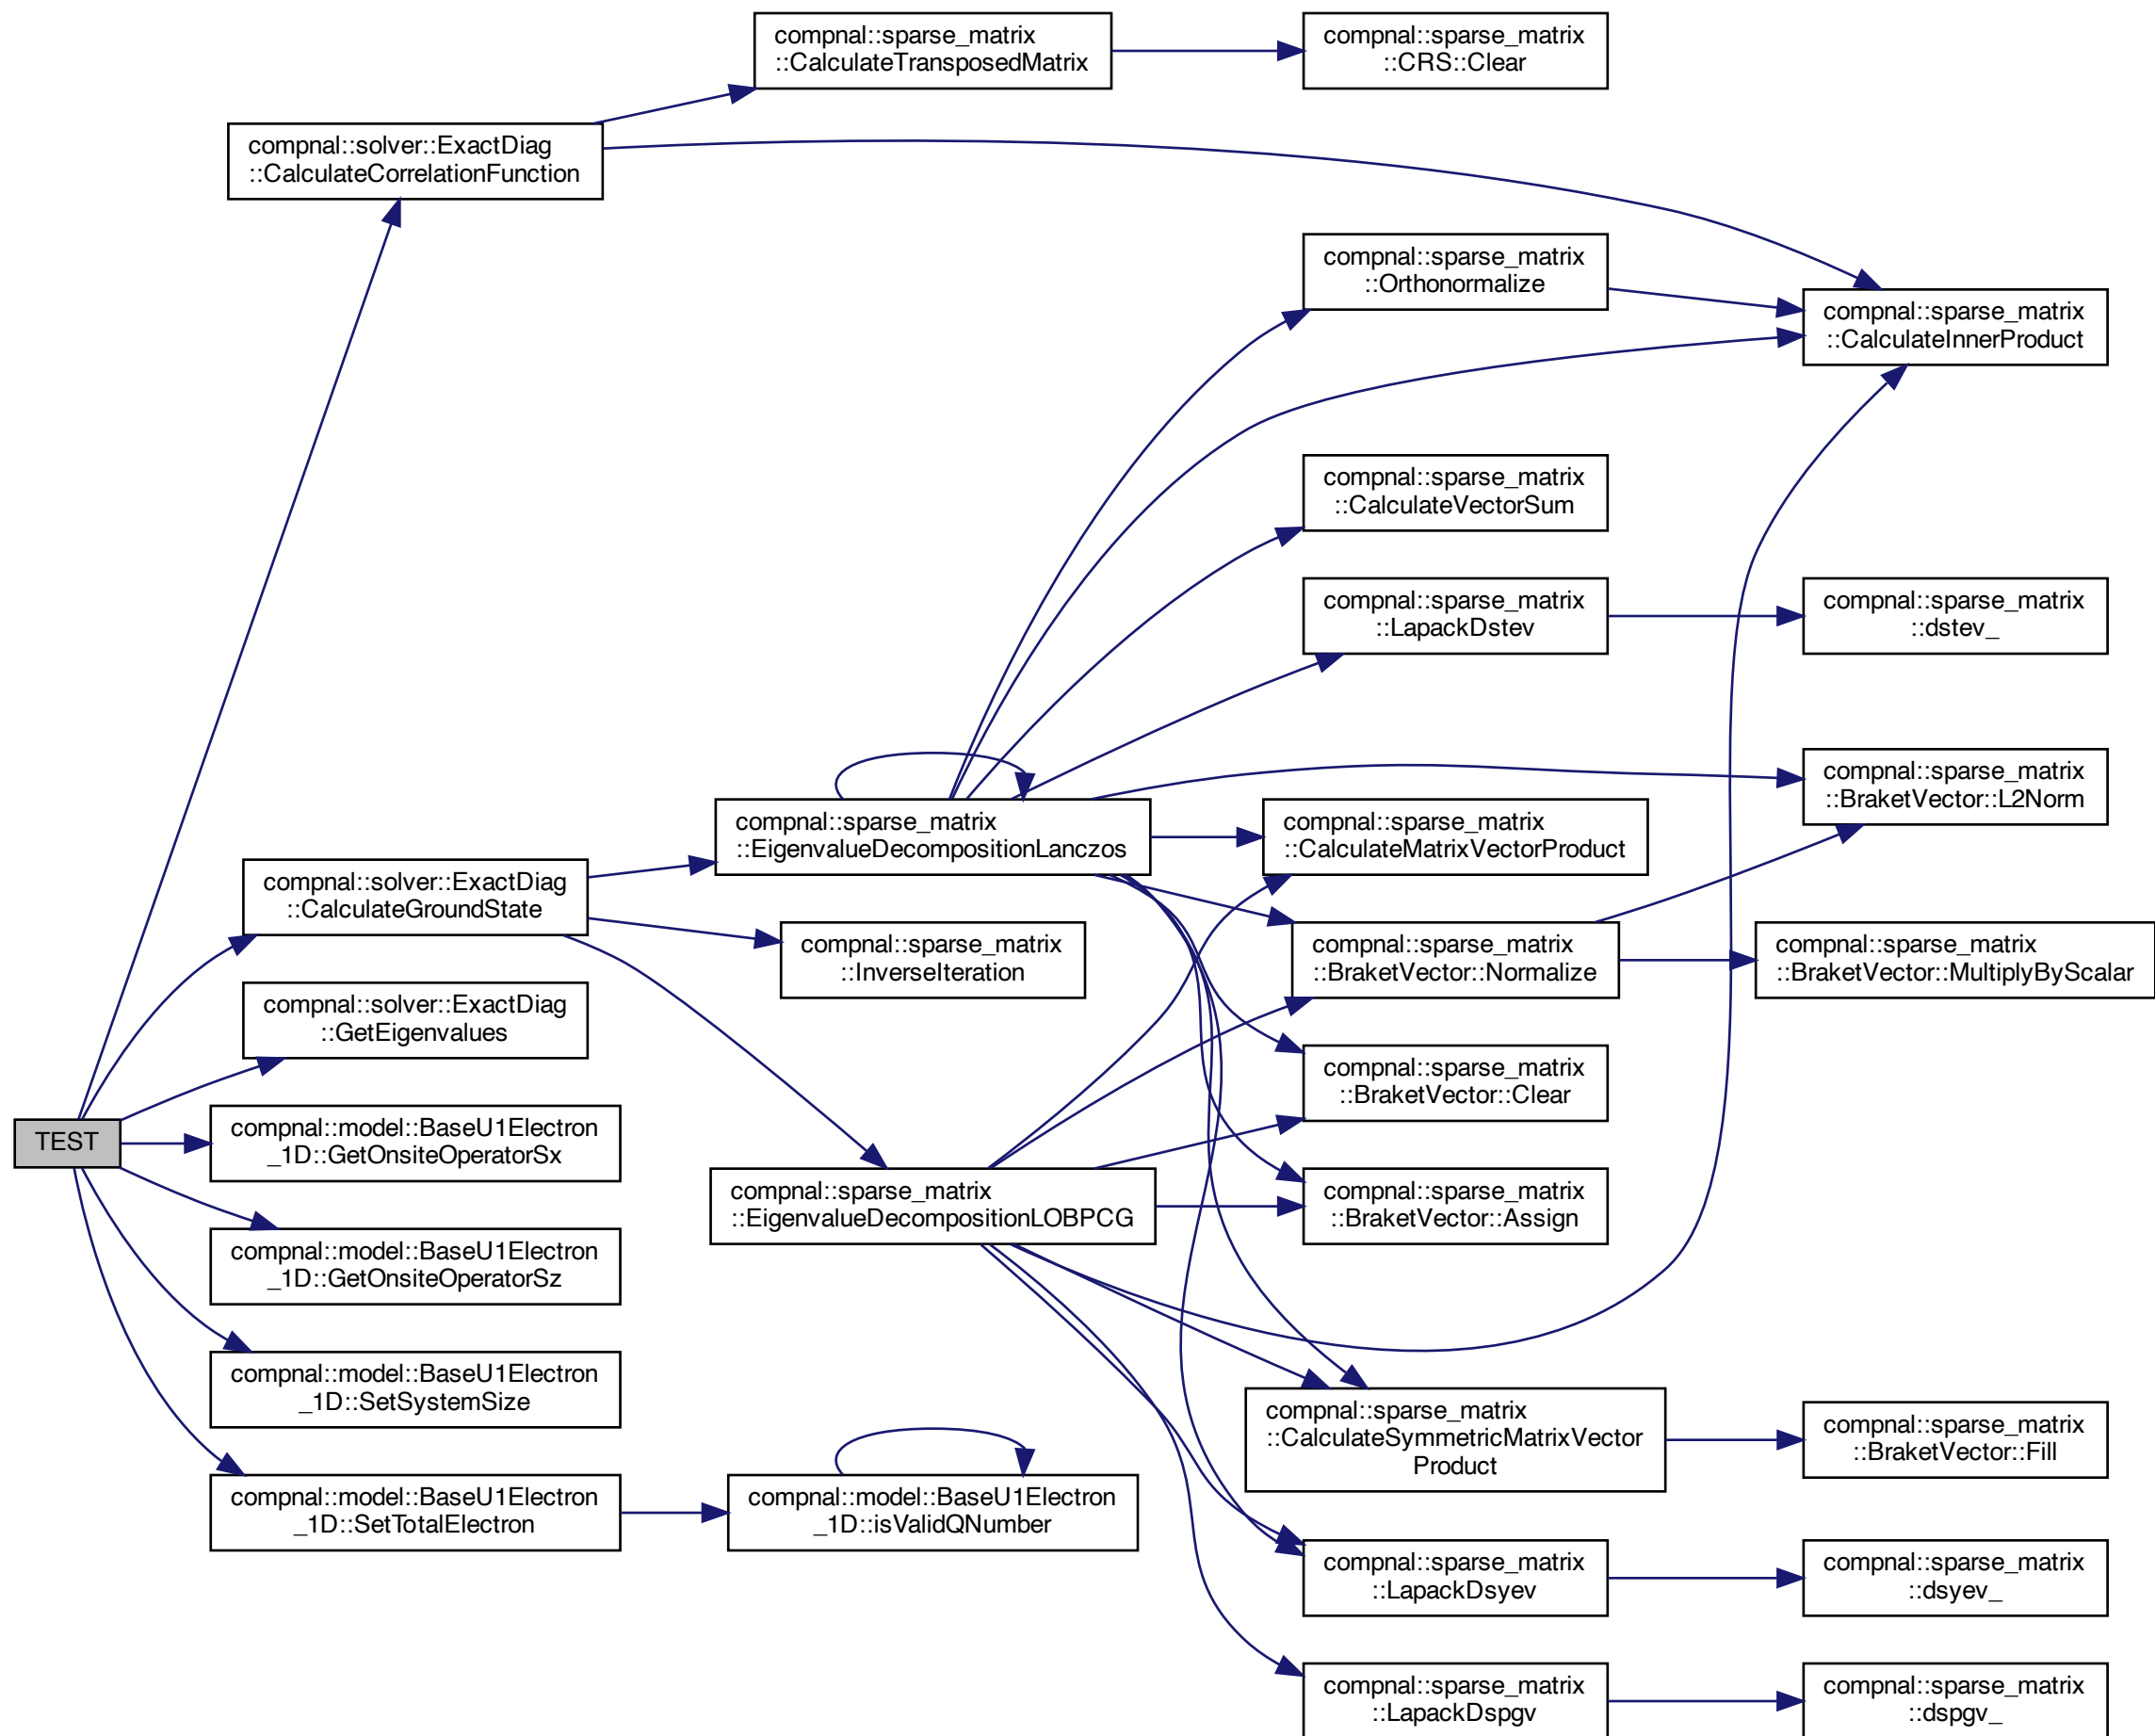 compnal::sparse_matrix
::CalculateTransposedMatrix
compnal::sparse_matrix
::CRS::Clear
compnal::solver::ExactDiag
::CalculateCorrelationFunction
compnal::sparse_matrix
::Orthonormalize
compnal::sparse_matrix
::CalculateInnerProduct
compnal::sparse_matrix
::CalculateVectorSum
compnal::sparse_matrix
::LapackDstev
compnal::sparse_matrix
::dstev_
compnal::sparse_matrix
::BraketVector::L2Norm
compnal::sparse_matrix
::EigenvalueDecompositionLanczos
compnal::sparse_matrix
::CalculateMatrixVectorProduct
compnal::solver::ExactDiag
::CalculateGroundState
compnal::sparse_matrix
::InverseIteration
compnal::sparse_matrix
::BraketVector::Normalize
compnal::sparse_matrix
::BraketVector::MultiplyByScalar
compnal::solver::ExactDiag
::GetEigenvalues
compnal::sparse_matrix
::BraketVector::Clear
TEST
compnal::model::BaseU1Electron
_1D::GetOnsiteOperatorSx
compnal::sparse_matrix
::EigenvalueDecompositionLOBPCG
compnal::sparse_matrix
::BraketVector::Assign
compnal::model::BaseU1Electron
_1D::GetOnsiteOperatorSz
compnal::model::BaseU1Electron
_1D::SetSystemSize
compnal::sparse_matrix
::CalculateSymmetricMatrixVector
Product
compnal::sparse_matrix
::BraketVector::Fill
compnal::model::BaseU1Electron
_1D::SetTotalElectron
compnal::model::BaseU1Electron
_1D::isValidQNumber
compnal::sparse_matrix
::LapackDsyev
compnal::sparse_matrix
::dsyev_
compnal::sparse_matrix
::LapackDspgv
compnal::sparse_matrix
::dspgv_